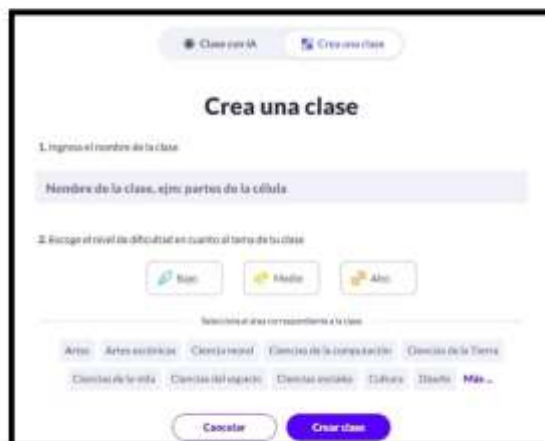 Clase con IA
Crea una clase
Crea una clase
1. Ingresa el nombre de la clase
Nombre de la clase, ejm: partes de la célula
2. Escoge el nivel de dificultad en cuanto al tema de tu clase
Bajo Medio Alto
Selecciona el área correspondiente a la clase
Artes Artes escénicas Ciencia moral Ciencias de la computación Ciencias de la Tierra
Ciencias de la vida Ciencias del espacio Ciencias sociales Cultura Diseño Más ...
Cancelar Crear clase